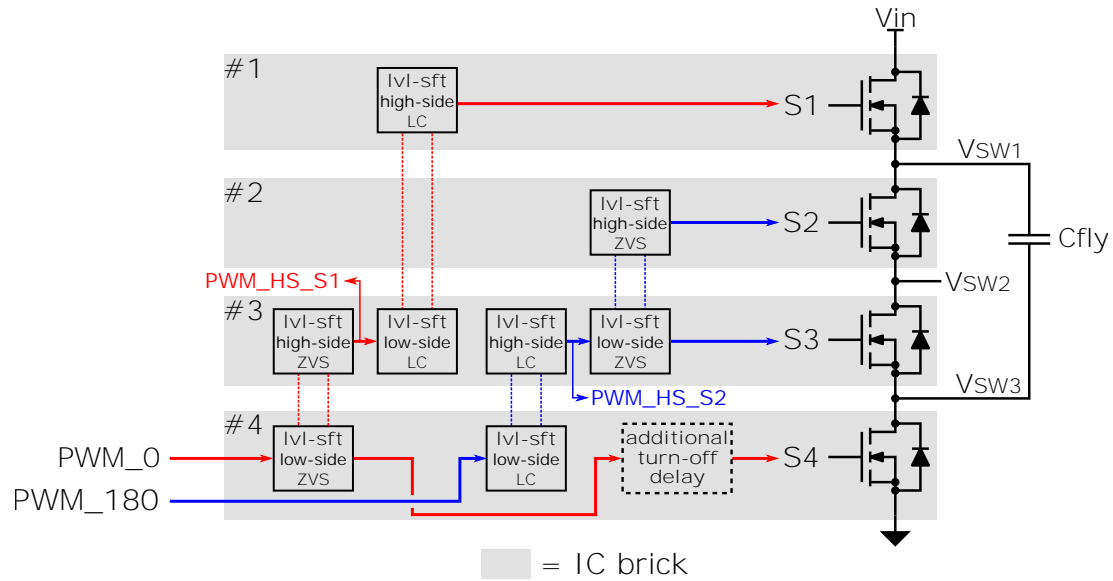 Vin
#1
lvl-sft
high-side
LC
S1
VSW1
#2
lvl-sft
high-side
ZVS
S2
Cfly
PWM_HS_S1
VSW2
#3
lvl-sft
high-side
ZVS
lvl-sft
low-side
LC
lvl-sft
high-side
LC
lvl-sft
low-side
ZVS
S3
VSW3
PWM_HS_S2
#4
PWM_0
lvl-sft
low-side
ZVS
lvl-sft
low-side
LC
additional
turn-off
delay
S4
PWM_180
= IC brick